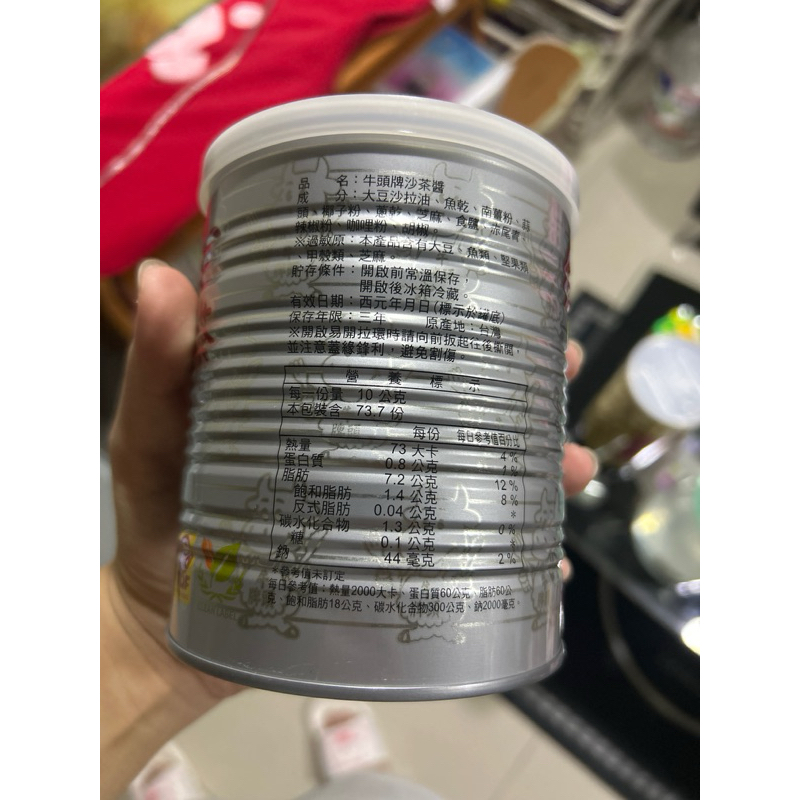 品　　名：牛頭牌沙茶醬
成　　分：大豆沙拉油、魚乾、南薑粉、蒜
頭、椰子粉、蔥粉、芝麻、食鹽、赤尾青、
辣椒粉、咖哩粉、胡椒
※過敏原：本產品含有大豆、魚類、堅果類
、甲殼類、芝麻。
貯存條件：開啟前常溫保存，
開啟後冰箱冷藏。
有效日期：西元年月日(標示於罐底)
保存年限：三年　原產地：台灣
※開啟易開拉環時請向前扳起往後撕開，
並注意蓋緣鋒利，避免割傷。
營養標示
每一份量 10 公克
本包裝含 73.7 份
每份 每日參考值百分比
熱量 73 大卡 4 %
蛋白質 0.8 公克 1 %
脂肪 7.2 公克 12 %
飽和脂肪 1.4 公克 8 %
反式脂肪 0.04 公克 *
碳水化合物 1.3 公克 0 %
糖 0.1 公克 *
鈉 44 毫克 2 %
*參考值未訂定
每日參考值：熱量2000大卡、蛋白質60公克、脂肪60公
克、飽和脂肪18公克、碳水化合物300公克、鈉2000毫克。